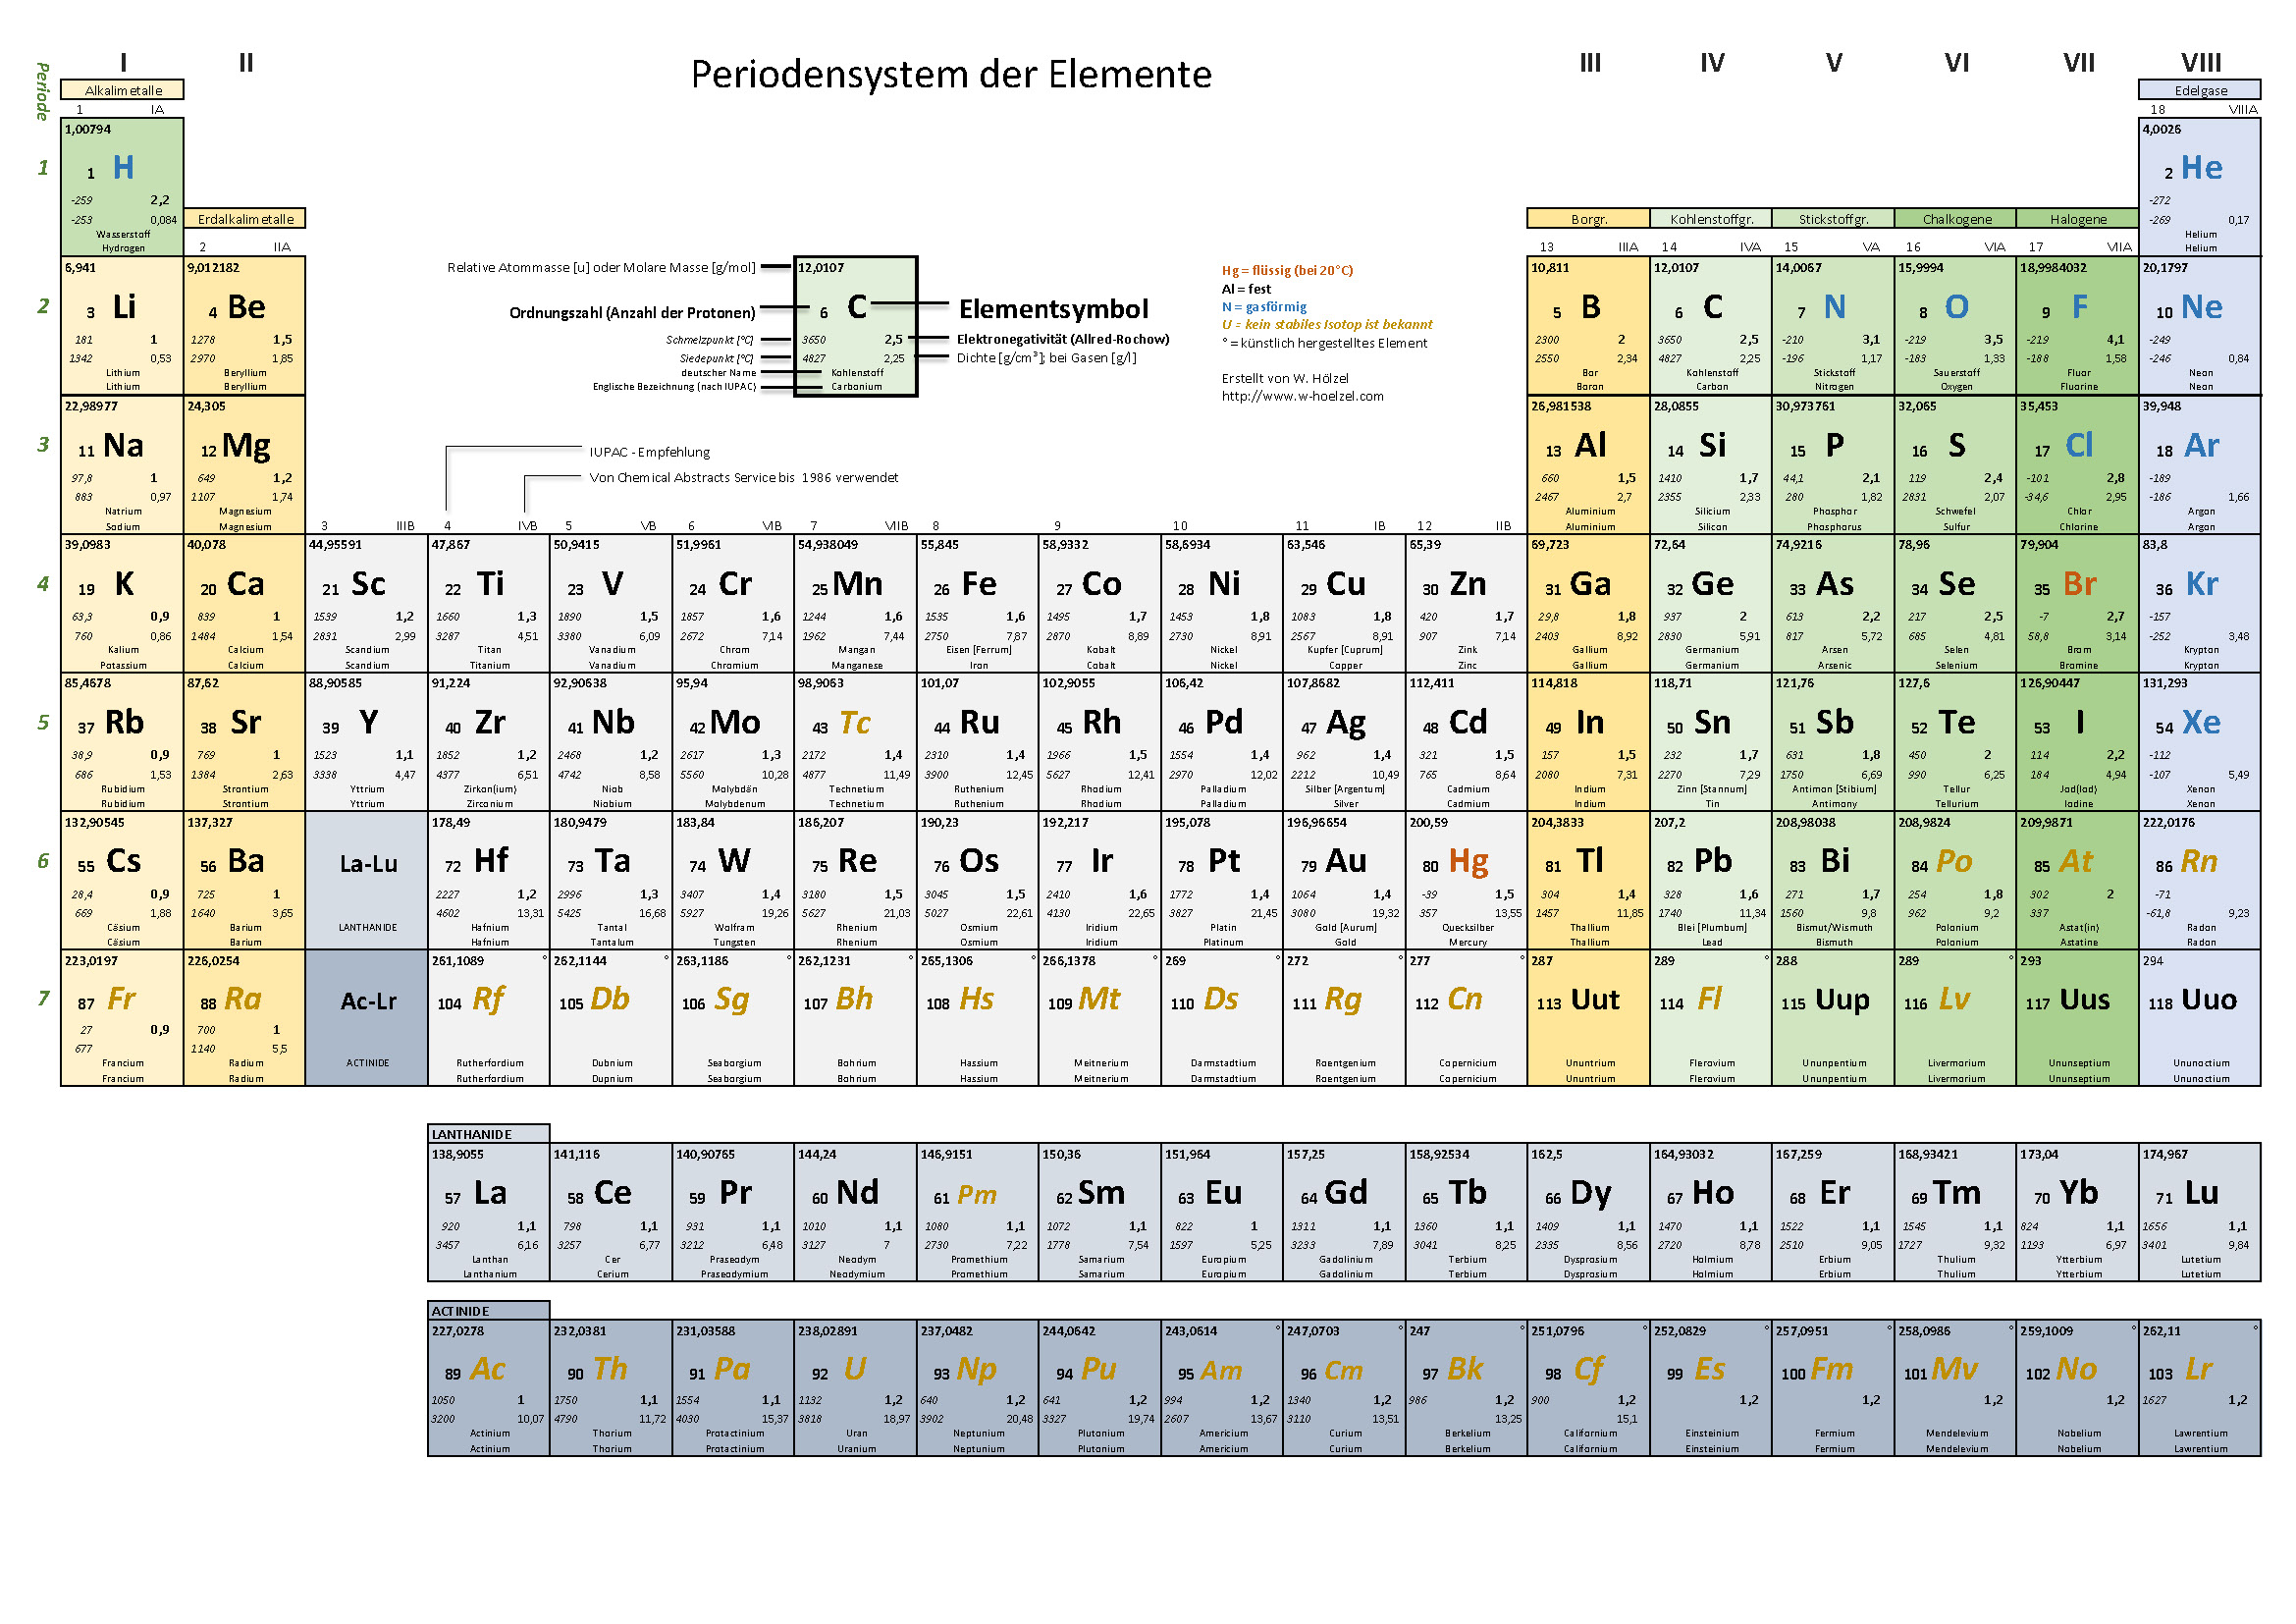 Periodensystem der Elemente
I II III IV V VI VII VIII
Periode
Alkalimetalle Edelgase
1 IA 18 VIIIA
1
1,00794 4,0026
1 H 2 He
-259 2,2 -272
-253 0,084 -269 0,17
Wasserstoff Helium
Hydrogen Helium
Erdalkalimetalle Borgr. Kohlenstoffgr. Stickstoffgr. Chalkogene Halogene
2 IIA 13 IIIA 14 IVA 15 VA 16 VIA 17 VIIA
Relative Atommasse [u] oder Molare Masse [g/mol] 12,0107
Ordnungszahl (Anzahl der Protonen) 6 C Elementsymbol
Schmelzpunkt [°C] 3650 2,5 Elektronegativität (Allred-Rochow)
Siedepunkt [°C] 4827 2,25 Dichte [g/cm³]; bei Gasen [g/l]
deutscher Name Kohlenstoff
Englische Bezeichnung (nach IUPAC) Carbonium
Hg = flüssig (bei 20°C)
Al = fest
N = gasförmig
U = kein stabiles Isotop ist bekannt
° = künstlich hergestelltes Element
Erstellt von W. Hölzel
http://www.w-hoelzel.com
2
6,941 9,012182 10,811 12,0107 14,0067 15,9994 18,9984032 20,1797
3 Li 4 Be 5 B 6 C 7 N 8 O 9 F 10 Ne
181 1 1278 1,5 2300 2 3650 2,5 -210 3,1 -219 3,5 -219 4,1 -249
1342 0,53 2970 1,85 2550 2,34 4827 2,25 -196 1,17 -183 1,33 -188 1,58 -246 0,84
Lithium Beryllium Bor Kohlenstoff Stickstoff Sauerstoff Fluor Neon
Lithium Beryllium Boron Carbon Nitrogen Oxygen Fluorine Neon
IUPAC - Empfehlung
Von Chemical Abstracts Service bis 1986 verwendet
3
22,98977 24,305 26,981538 28,0855 30,973761 32,065 35,453 39,948
11 Na 12 Mg 13 Al 14 Si 15 P 16 S 17 Cl 18 Ar
97,8 1 649 1,2 660 1,5 1410 1,7 44,1 2,1 119 2,4 -101 2,8 -189
883 0,97 1107 1,74 2467 2,7 2355 2,33 280 1,82 2831 2,07 -34,6 2,95 -186 1,66
Natrium Magnesium Aluminium Silicium Phosphor Schwefel Chlor Argon
Sodium Magnesium Aluminium Silicon Phosphorus Sulfur Chlorine Argon
3 IIIB 4 IVB 5 VB 6 VIB 7 VIIB 8 9 10 11 IB 12 IIB
4
39,0983 40,078 44,95591 47,867 50,9415 51,9961 54,938049 55,845 58,9332 58,6934 63,546 65,39 69,723 72,64 74,9216 78,96 79,904 83,8
19 K 20 Ca 21 Sc 22 Ti 23 V 24 Cr 25 Mn 26 Fe 27 Co 28 Ni 29 Cu 30 Zn 31 Ga 32 Ge 33 As 34 Se 35 Br 36 Kr
63,3 0,9 839 1 1539 1,2 1660 1,3 1890 1,5 1857 1,6 1244 1,6 1535 1,6 1495 1,7 1453 1,8 1083 1,8 420 1,7 29,8 1,8 937 2 613 2,2 217 2,5 -7 2,7 -157
760 0,86 1484 1,54 2831 2,99 3287 4,51 3380 6,09 2672 7,14 1962 7,44 2750 7,87 2870 8,89 2730 8,91 2567 8,91 907 7,14 2403 8,92 2830 5,91 817 5,72 685 4,81 58,8 3,14 -252 3,48
Kalium Calcium Scandium Titan Vanadium Chrom Mangan Eisen [Ferrum] Kobalt Nickel Kupfer [Cuprum] Zink Gallium Germanium Arsen Selen Brom Krypton
Potassium Calcium Scandium Titanium Vanadium Chromium Manganese Iron Cobalt Nickel Copper Zinc Gallium Germanium Arsenic Selenium Bromine Krypton
5
85,4678 87,62 88,90585 91,224 92,90638 95,94 98,9063 101,07 102,9055 106,42 107,8682 112,411 114,818 118,71 121,76 127,6 126,90447 131,293
37 Rb 38 Sr 39 Y 40 Zr 41 Nb 42 Mo 43 Tc 44 Ru 45 Rh 46 Pd 47 Ag 48 Cd 49 In 50 Sn 51 Sb 52 Te 53 I 54 Xe
38,9 0,9 769 1 1523 1,1 1852 1,2 2468 1,2 2617 1,3 2172 1,4 2310 1,4 1966 1,5 1554 1,4 962 1,4 321 1,5 157 1,5 232 1,7 631 1,8 450 2 114 2,2 -112
686 1,53 1384 2,63 3338 4,47 4377 6,51 4742 8,58 5560 10,28 4877 11,49 3900 12,45 5627 12,41 2970 12,02 2212 10,49 765 8,64 2080 7,31 2270 7,29 1750 6,69 990 6,25 184 4,94 -107 5,49
Rubidium Strontium Yttrium Zirkon(ium) Niob Molybdän Technetium Ruthenium Rhodium Palladium Silber [Argentum] Cadmium Indium Zinn [Stannum] Antimon [Stibium] Tellur Jod(Iod) Xenon
Rubidium Strontium Yttrium Zirconium Niobium Molybdenum Technetium Ruthenium Rhodium Palladium Silver Cadmium Indium Tin Antimony Tellurium Iodine Xenon
6
132,90545 137,327 178,49 180,9479 183,84 186,207 190,23 192,217 195,078 196,96654 200,59 204,3833 207,2 208,98038 208,9824 209,9871 222,0176
55 Cs 56 Ba La-Lu 72 Hf 73 Ta 74 W 75 Re 76 Os 77 Ir 78 Pt 79 Au 80 Hg 81 Tl 82 Pb 83 Bi 84 Po 85 At 86 Rn
28,4 0,9 725 1 2227 1,2 2996 1,3 3407 1,4 3180 1,5 3045 1,5 2410 1,6 1772 1,4 1064 1,4 -39 1,5 304 1,4 328 1,6 271 1,7 254 1,8 302 2 -71
669 1,88 1640 3,65 4602 13,31 5425 16,68 5927 19,26 5627 21,03 5027 22,61 4130 22,65 3827 21,45 3080 19,32 357 13,55 1457 11,85 1740 11,34 1560 9,8 962 9,2 337 -61,8 9,23
Cäsium Barium LANTHANIDE Hafnium Tantal Wolfram Rhenium Osmium Iridium Platin Gold [Aurum] Quecksilber Thallium Blei [Plumbum] Bismut/Wismuth Polonium Astat(in) Radon
Cäsium Barium Hafnium Tantalum Tungsten Rhenium Osmium Iridium Platinum Gold Mercury Thallium Lead Bismuth Polonium Astatine Radon
7
223,0197 226,0254 261,1089 ° 262,1144 ° 263,1186 ° 262,1231 ° 265,1306 ° 266,1378 ° 269 ° 272 ° 277 ° 287 289 ° 288 289 ° 293 294
87 Fr 88 Ra Ac-Lr 104 Rf 105 Db 106 Sg 107 Bh 108 Hs 109 Mt 110 Ds 111 Rg 112 Cn 113 Uut 114 Fl 115 Uup 116 Lv 117 Uus 118 Uuo
27 0,9 700 1
677 1140 5,5
Francium Radium ACTINIDE Rutherfordium Dubnium Seaborgium Bohrium Hassium Meitnerium Darmstadtium Roentgenium Copernicium Ununtrium Flerovium Ununpentium Livermorium Ununseptium Ununoctium
Francium Radium Rutherfordium Dupnium Seaborgium Bohrium Hassium Meitnerium Darmstadtium Roentgenium Copernicium Ununtrium Flerovium Ununpentium Livermorium Ununseptium Ununoctium
LANTHANIDE
138,9055 141,116 140,90765 144,24 146,9151 150,36 151,964 157,25 158,92534 162,5 164,93032 167,259 168,93421 173,04 174,967
57 La 58 Ce 59 Pr 60 Nd 61 Pm 62 Sm 63 Eu 64 Gd 65 Tb 66 Dy 67 Ho 68 Er 69 Tm 70 Yb 71 Lu
920 1,1 798 1,1 931 1,1 1010 1,1 1080 1,1 1072 1,1 822 1 1311 1,1 1360 1,1 1409 1,1 1470 1,1 1522 1,1 1545 1,1 824 1,1 1656 1,1
3457 6,16 3257 6,77 3212 6,48 3127 7 2730 7,22 1778 7,54 1597 5,25 3233 7,89 3041 8,25 2335 8,56 2720 8,78 2510 9,05 1727 9,32 1193 6,97 3401 9,84
Lanthan Cer Praseodym Neodym Promethium Samarium Europium Gadolinium Terbium Dysprosium Holmium Erbium Thulium Ytterbium Lutetium
Lanthanium Cerium Praseodymium Neodymium Promethium Samarium Europium Gadolinium Terbium Dysprosium Holmium Erbium Thulium Ytterbium Lutetium
ACTINIDE
227,0278 232,0381 231,03588 238,02891 237,0482 244,0642 243,0614 ° 247,0703 ° 247 ° 251,0796 ° 252,0829 ° 257,0951 ° 258,0986 ° 259,1009 ° 262,11 °
89 Ac 90 Th 91 Pa 92 U 93 Np 94 Pu 95 Am 96 Cm 97 Bk 98 Cf 99 Es 100 Fm 101 Mv 102 No 103 Lr
1050 1 1750 1,1 1554 1,1 1132 1,2 640 1,2 641 1,2 994 1,2 1340 1,2 986 1,2 900 1,2 1,2 1,2 1,2 1,2 1627 1,2
3200 10,07 4790 11,72 4030 15,37 3818 18,97 3902 20,48 3327 19,74 2607 13,67 3110 13,51 13,25 15,1
Actinium Thorium Protactinium Uran Neptunium Plutonium Americium Curium Berkelium Californium Einsteinium Fermium Mendelevium Nobelium Lawrentium
Actinium Thorium Protactinium Uranium Neptunium Plutonium Americium Curium Berkelium Californium Einsteinium Fermium Mendelevium Nobelium Lawrentium